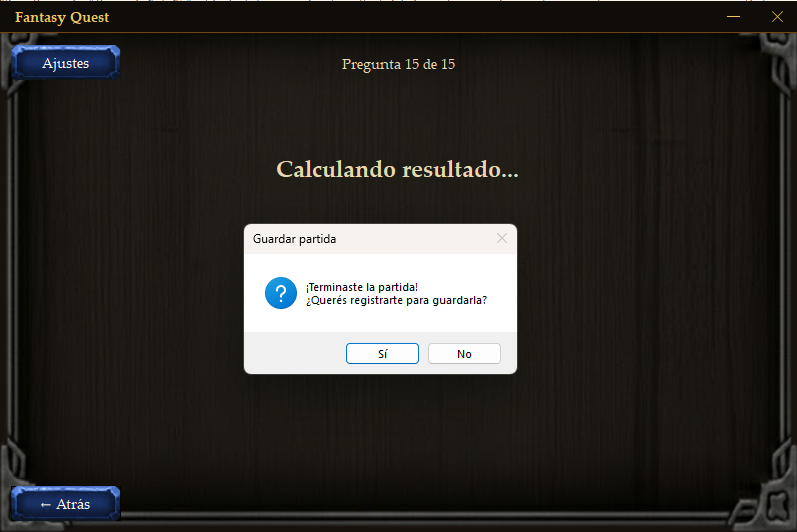 Fantasy Quest
Ajustes
Pregunta 15 de 15
Calculando resultado...
Guardar partida
?
¡Terminaste la partida!
¿Querés registrarte para guardarla?
Sí
No
← Atrás